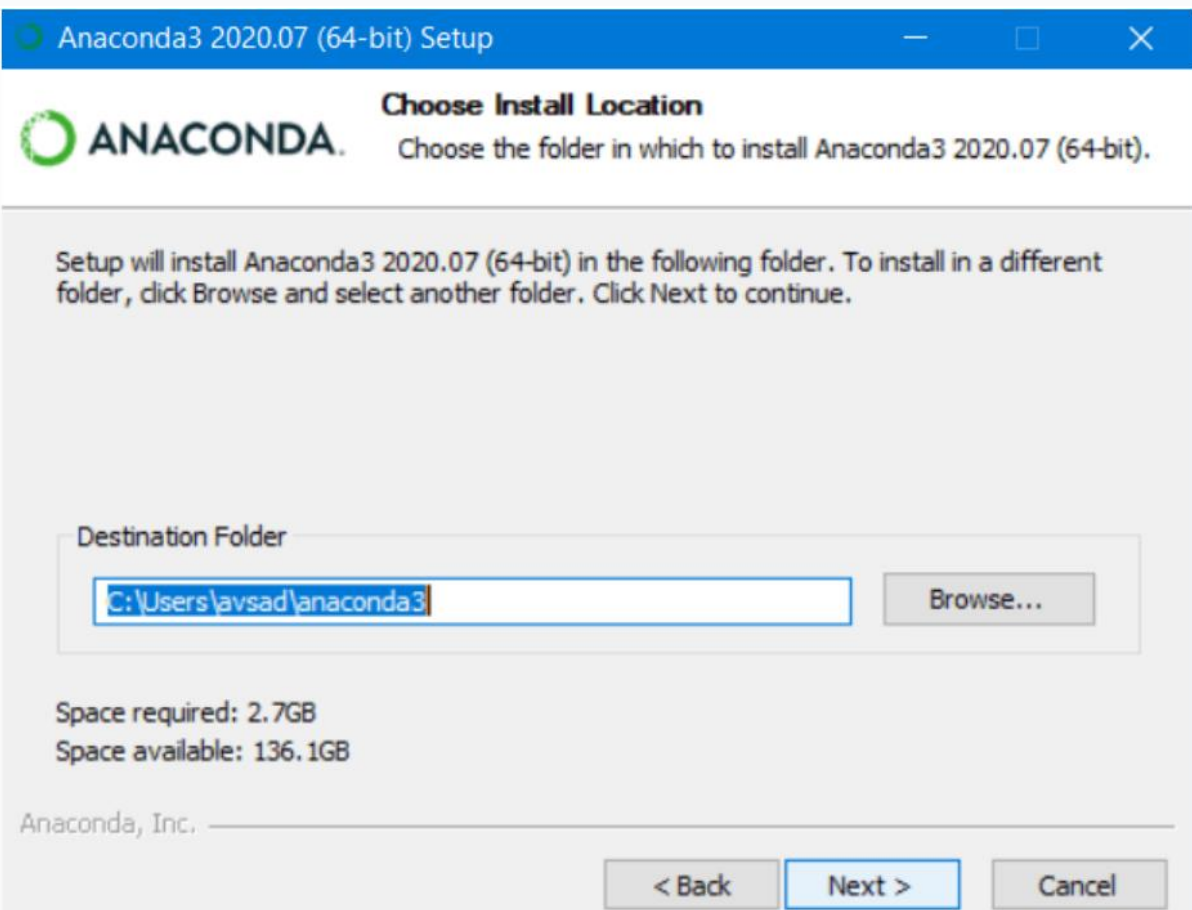 Anaconda3 2020.07 (64-bit) Setup
ANACONDA.
Choose Install Location
Choose the folder in which to install Anaconda3 2020.07 (64-bit).
Setup will install Anaconda3 2020.07 (64-bit) in the following folder. To install in a different
folder, click Browse and select another folder. Click Next to continue.
Destination Folder
C:\Users\avsad\anaconda3
Browse...
Space required: 2.7GB
Space available: 136.1GB
Anaconda, Inc.
< Back
Next >
Cancel